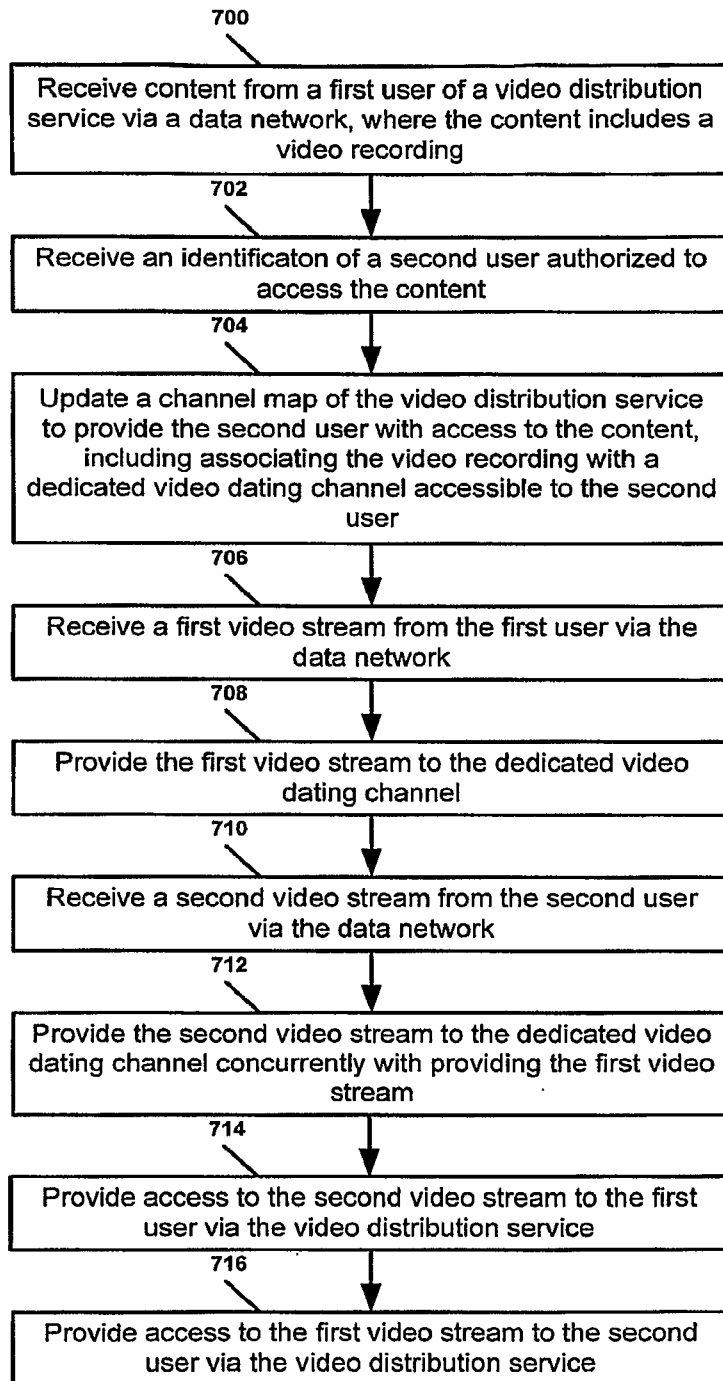 700
Receive content from a first user of a video distribution
service via a data network, where the content includes a
video recording
702
Receive an identificaton of a second user authorized to
access the content
704
Update a channel map of the video distribution service
to provide the second user with access to the content,
including associating the video recording with a
dedicated video dating channel accessible to the second
user
706
Receive a first video stream from the first user via the
data network
708
Provide the first video stream to the dedicated video
dating channel
710
Receive a second video stream from the second user
via the data network
712
Provide the second video stream to the dedicated video
dating channel concurrently with providing the first video
stream
714
Provide access to the second video stream to the first
user via the video distribution service
716
Provide access to the first video stream to the second
user via the video distribution service